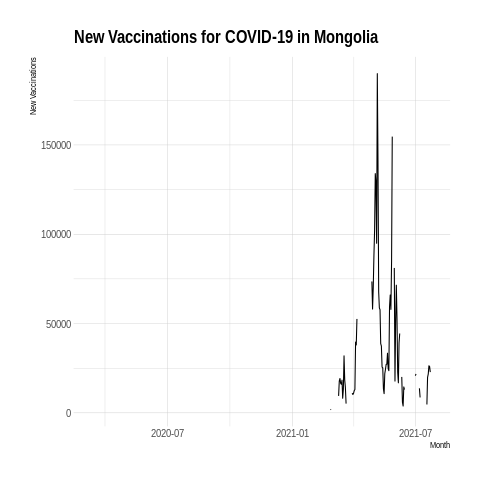 New Vaccinations for COVID-19 in Mongolia
New Vaccinations
150000
100000
50000
0
2020-07
2021-01
2021-07
Month